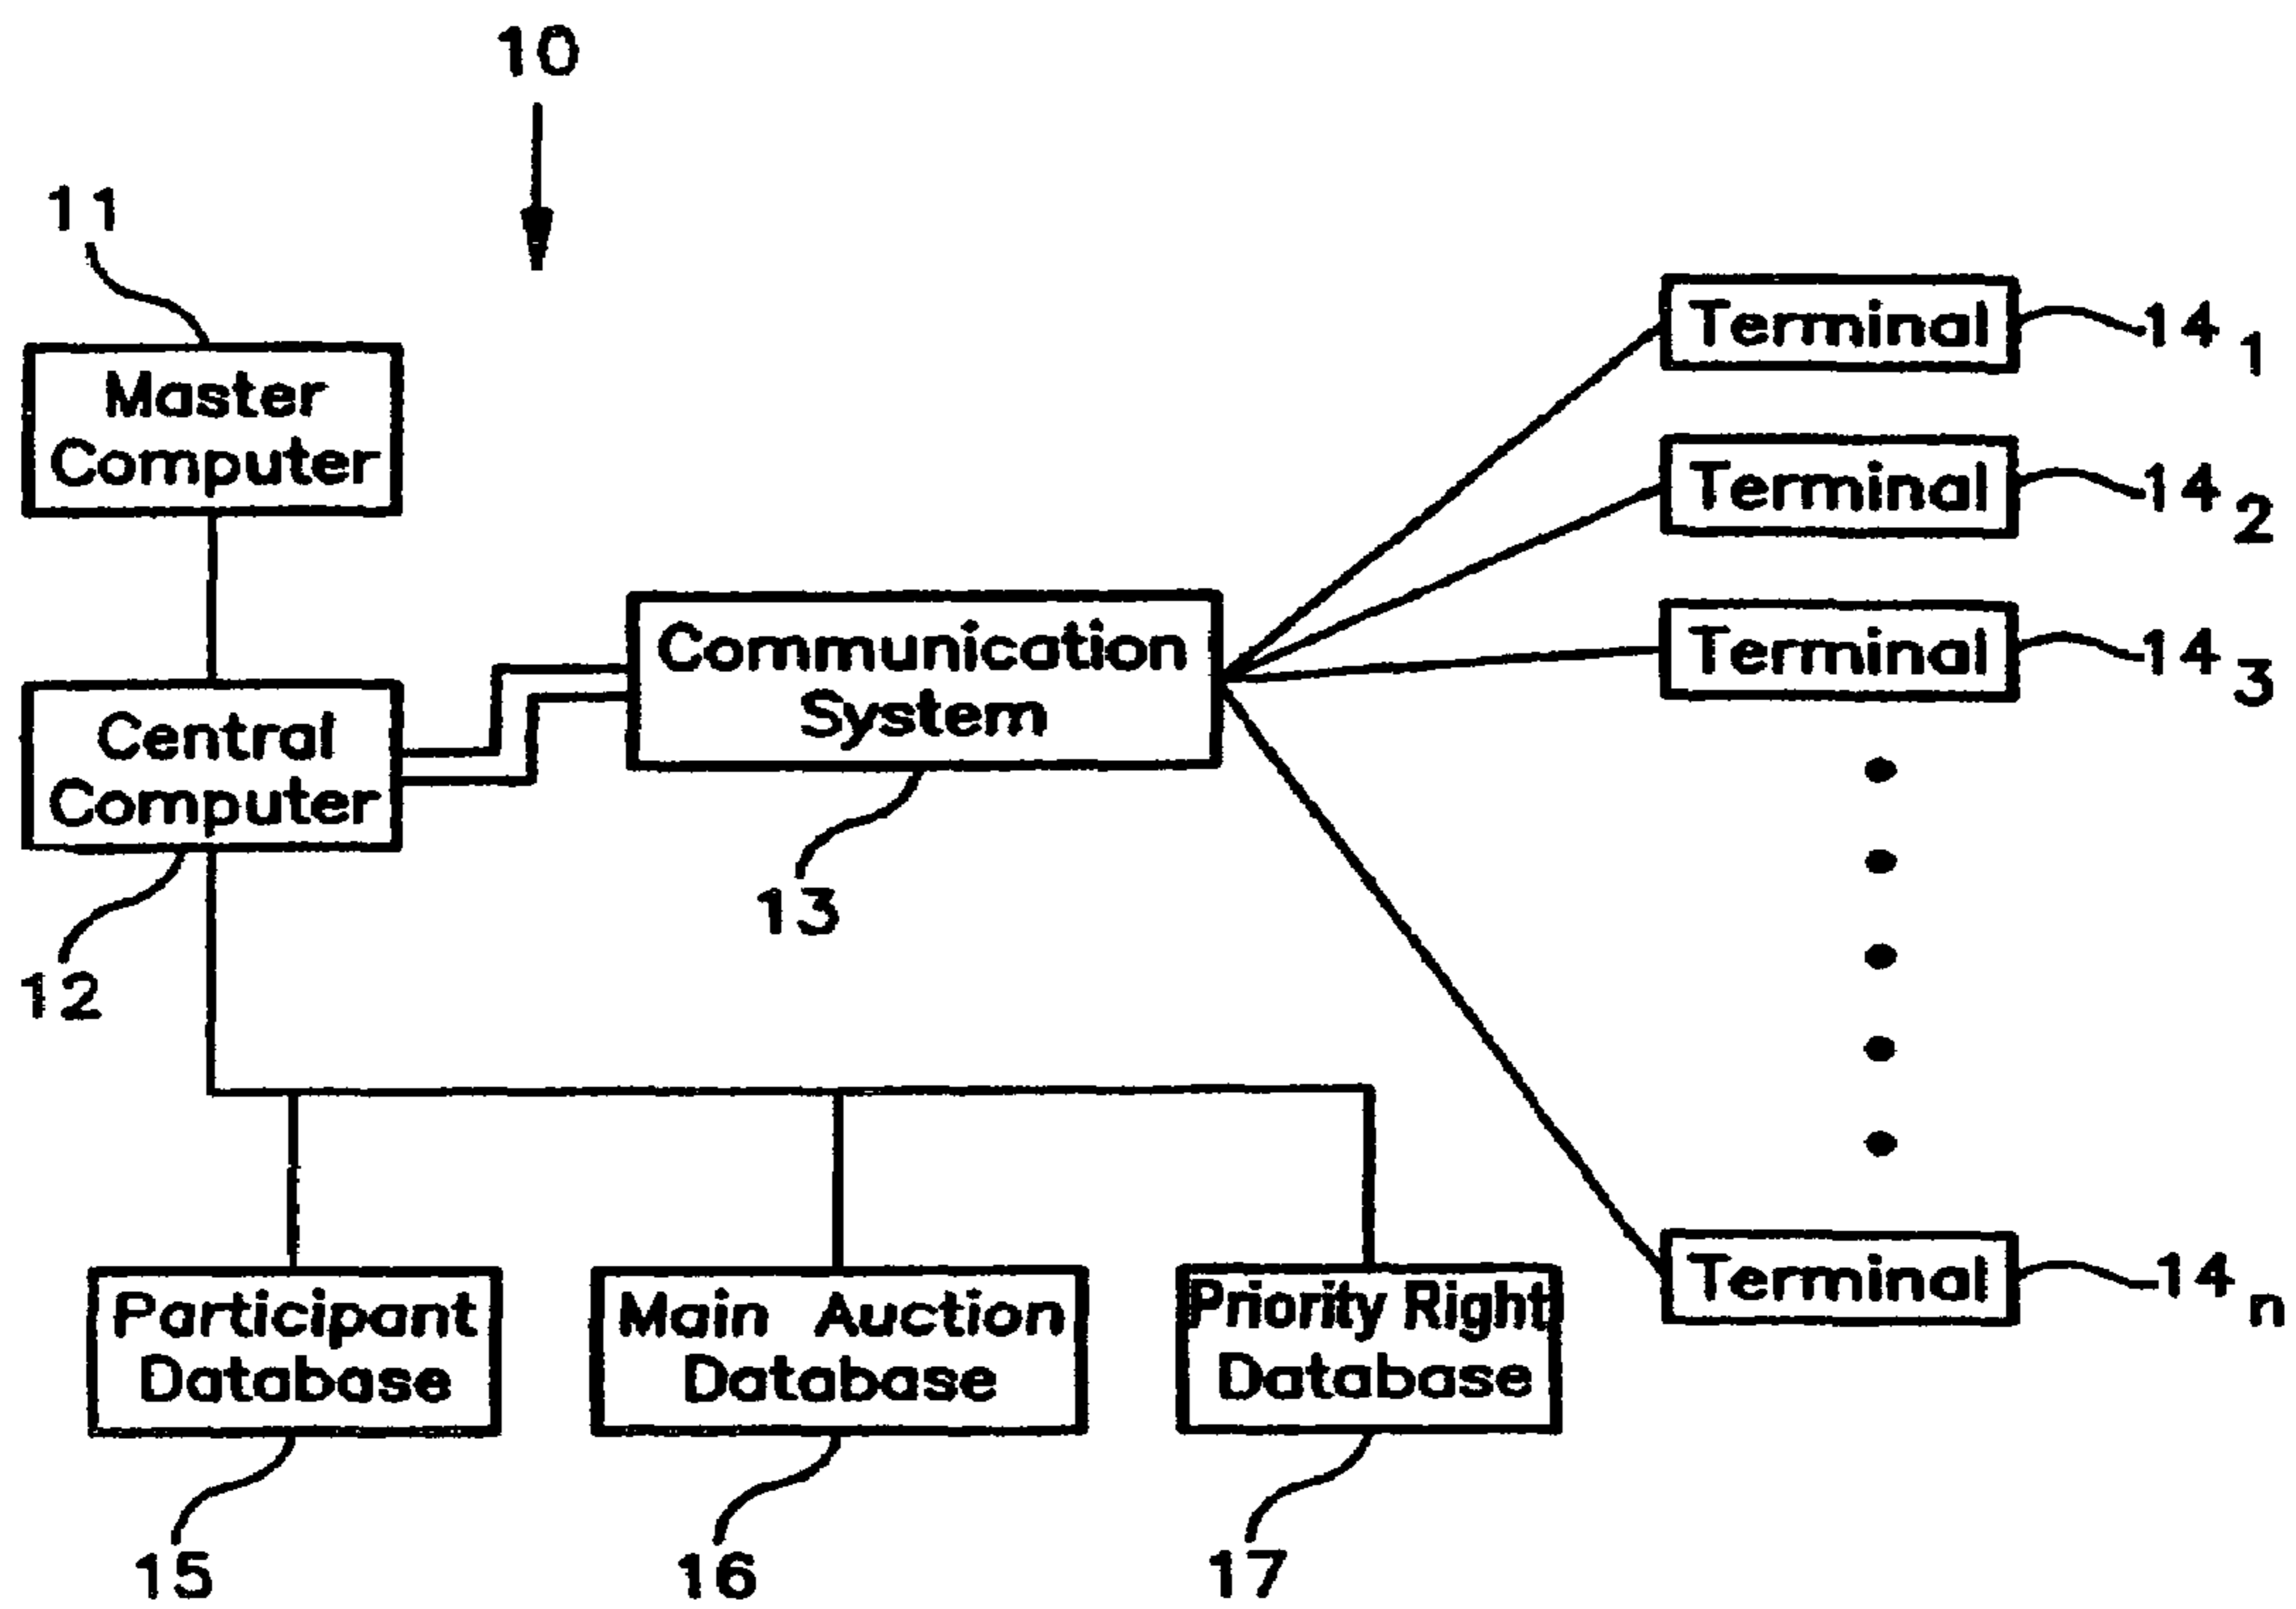 10
11
Master
Computer
Terminal 14 1
Terminal 14 2
Communication
System
Terminal 14 3
Central
Computer
13
12
Terminal 14 n
Participant
Database
Main Auction
Database
Priority Right
Database
15
16
17